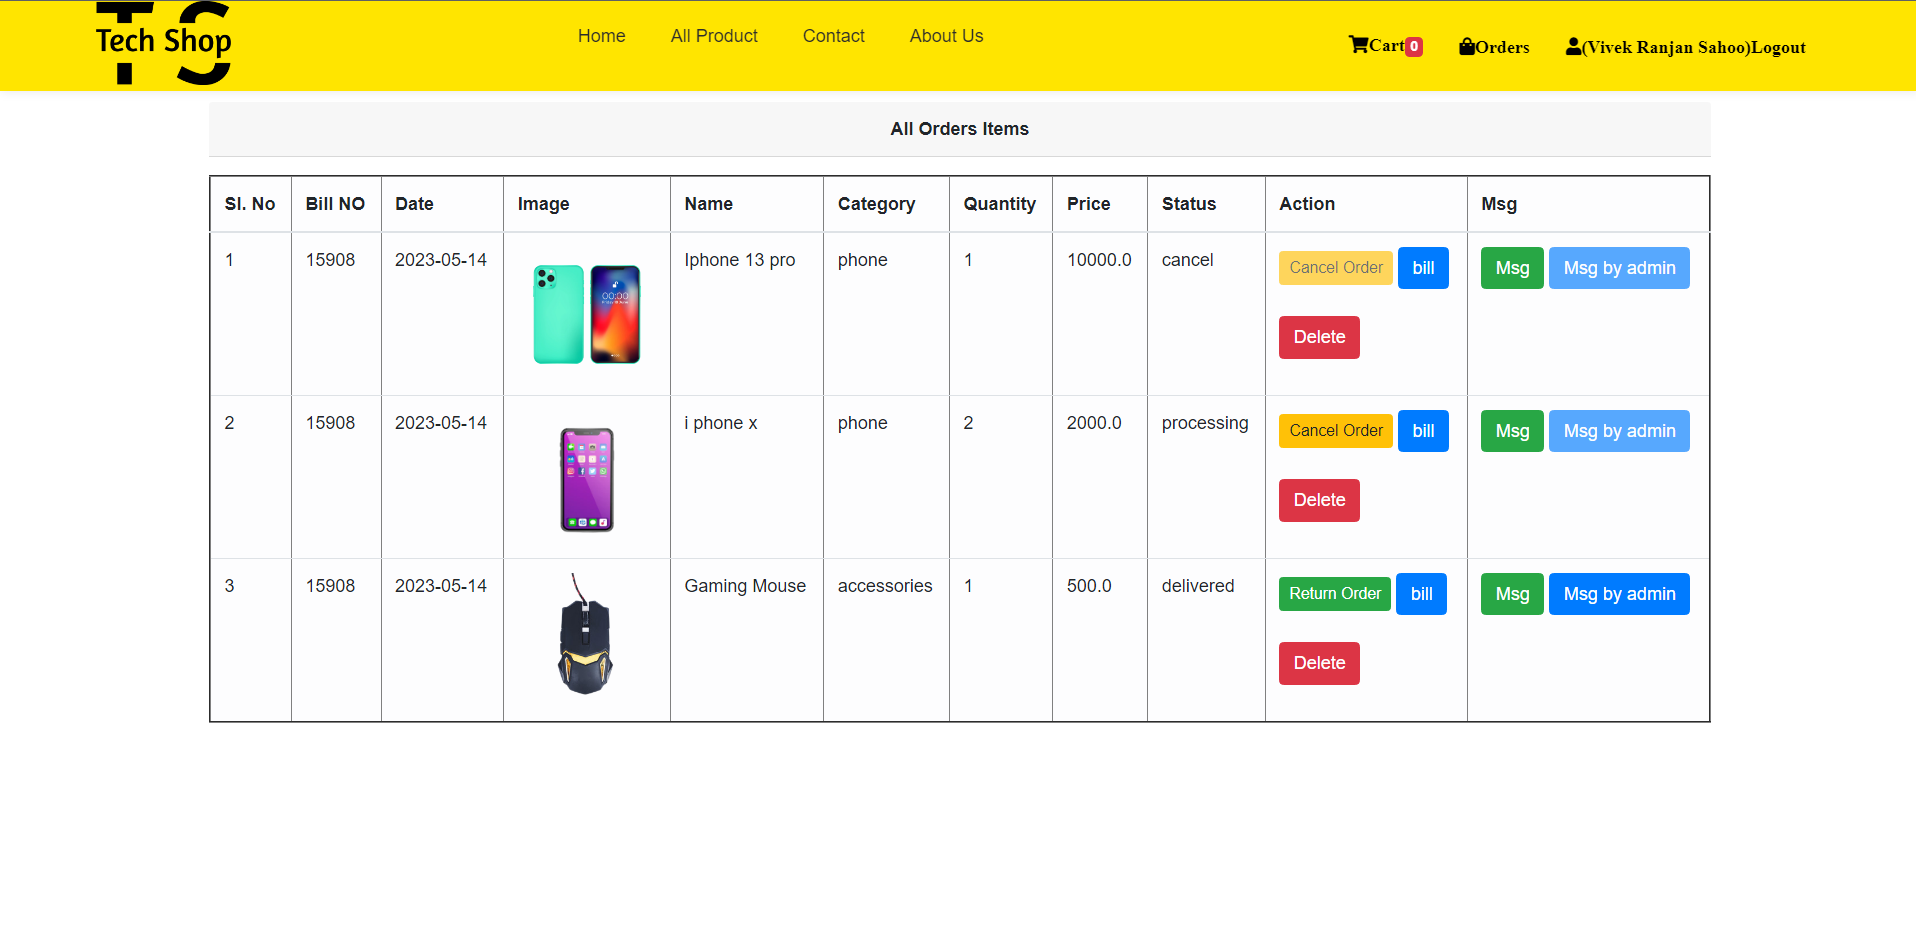 TS
Tech Shop
Home All Product Contact About Us
Cart 0 Orders (Vivek Ranjan Sahoo)Logout
All Orders Items
Sl. No Bill NO Date Image Name Category Quantity Price Status Action Msg
1 15908 2023-05-14 Iphone 13 pro phone 1 10000.0 cancel Cancel Order bill Msg Msg by admin
00:00
Delete
2 15908 2023-05-14 i phone x phone 2 2000.0 processing Cancel Order bill Msg Msg by admin
Delete
3 15908 2023-05-14 Gaming Mouse accessories 1 500.0 delivered Return Order bill Msg Msg by admin
Delete